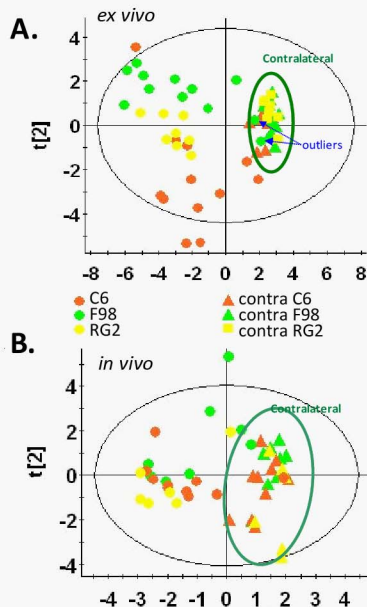 A. ex vivo
Contralateral
outliers
t[2]
4
2
0
-2
-4
-8 -6 -4 -2 0 2 4 6 8
C6 contra C6
F98 contra F98
RG2 contra RG2
B. in vivo
Contralateral
t[2]
4
2
0
-2
-4
-4 -3 -2 -1 0 1 2 3 4